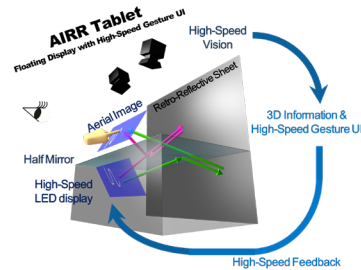 AIRR Tablet
Floating Display with High-Speed Gesture UI
High-Speed
Vision
Retro-Reflective Sheet
Aerial Image
3D Information &
High-Speed Gesture UI
Half Mirror
High-Speed
LED display
High-Speed Feedback